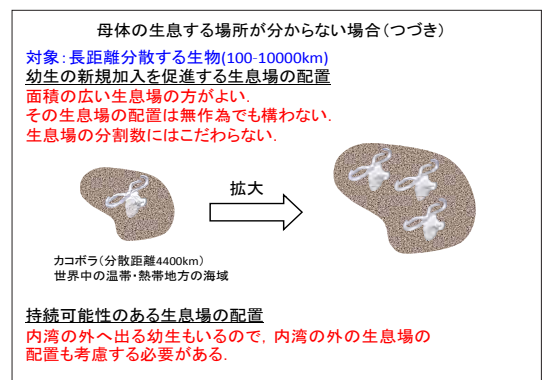 母体の生息する場所が分からない場合(つづき)
対象:長距離分散する生物(100-10000km)
幼生の新規加入を促進する生息場の配置
面積の広い生息場の方がよい.
その生息場の配置は無作為でも構わない.
生息場の分割数にはこだわらない.
拡大
カコボラ(分散距離4400km)
世界中の温帯・熱帯地方の海域
持続可能性のある生息場の配置
内湾の外へ出る幼生もいるので, 内湾の外の生息場の
配置も考慮する必要がある.